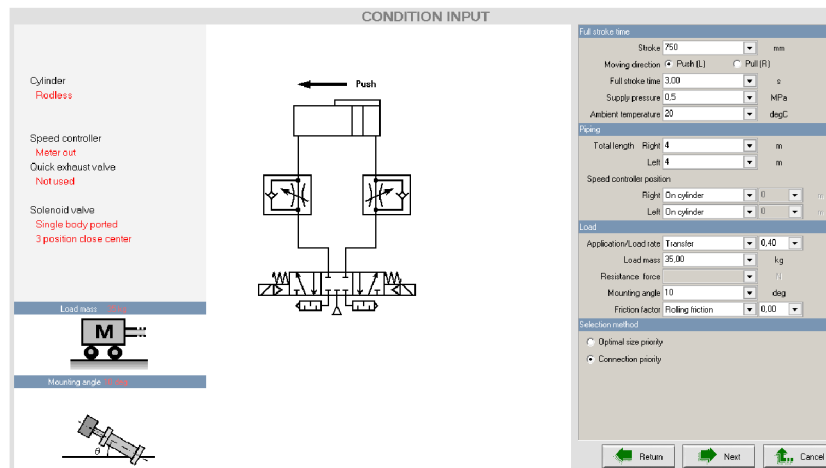 CONDITION INPUT
Cylinder
Rodless
Speed controller
Meter out
Quick exhaust valve
Not used
Solenoid valve
Single body ported
3 position close center
Load mass
M
Mounting angle
θ
Push
Full stroke time
Stroke 750 mm
Moving direction Push (L) Pull (R)
Full stroke time 3,00 s
Supply pressure 0,5 MPa
Ambient temperature 20 degC
Piping
Total length Right 4 m
Left 4 m
Speed controller position
Right On cylinder 0 m
Left On cylinder 0 m
Load
Application/Load rate Transfer 0,40
Load mass 35,00 kg
Resistance force N
Mounting angle 10 deg
Friction factor Rolling friction 0,00
Selection method
Optimal size priority
Connection priority
Return Next Cancel